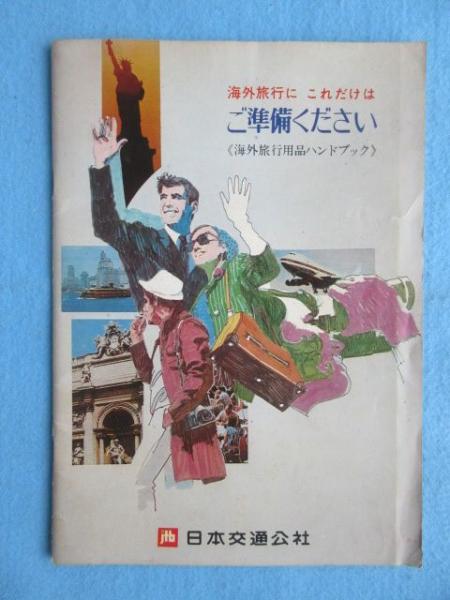 海外旅行に これだけは
ご準備ください
《海外旅行用品ハンドブック》
jtb 日本交通公社